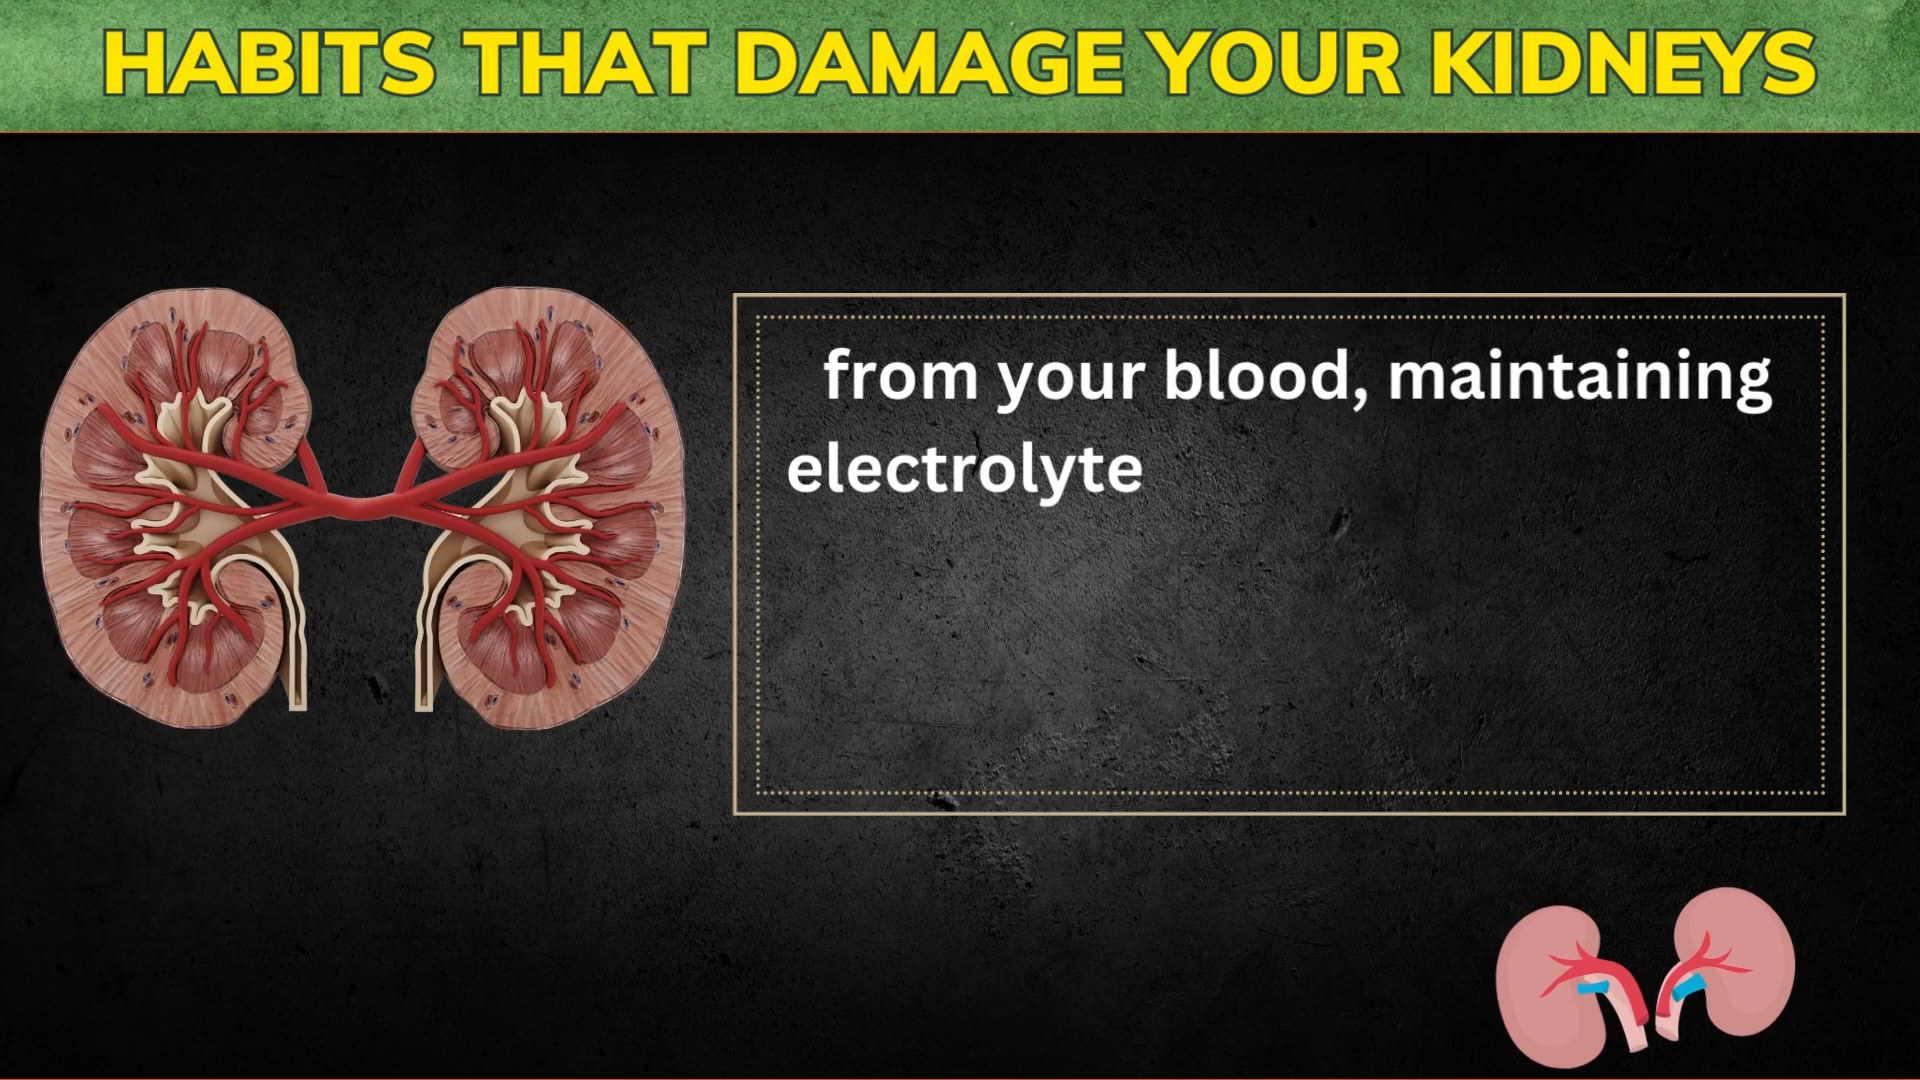 HABITS THAT DAMAGE YOUR KIDNEYS
from your blood, maintaining
electrolyte